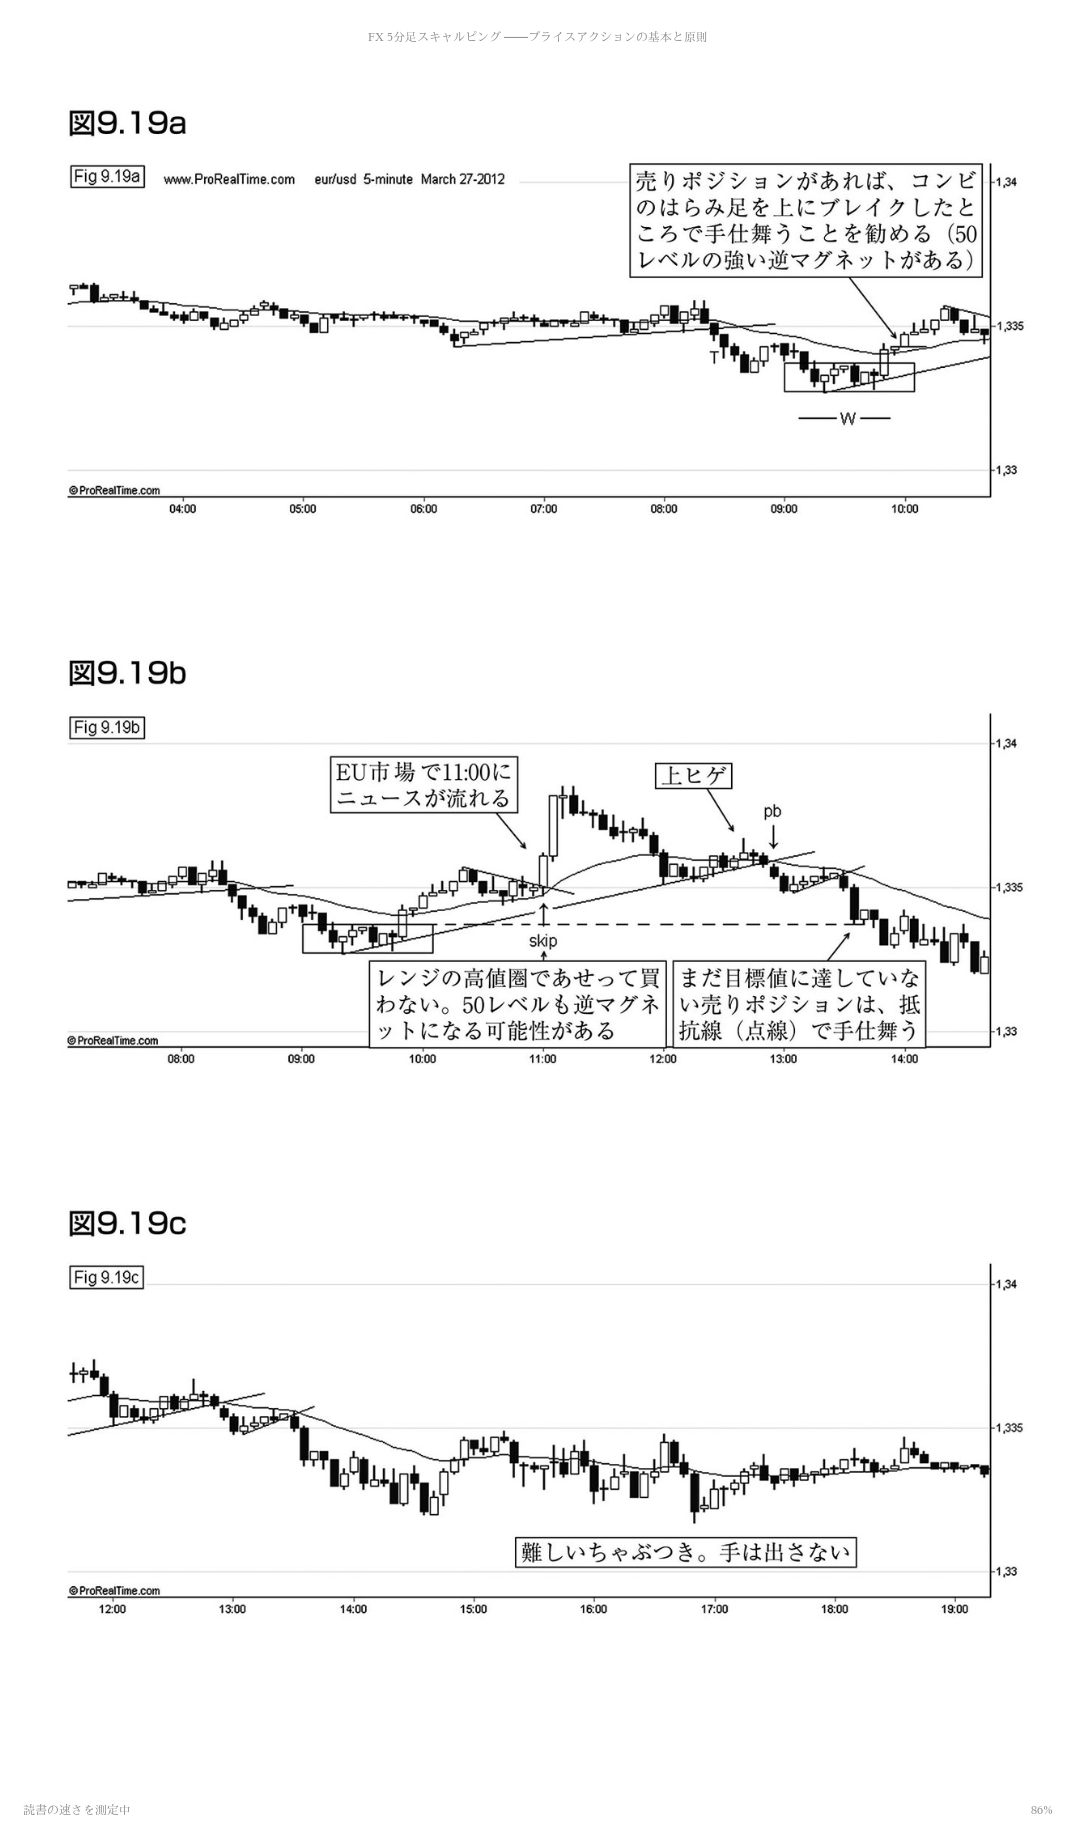 FX 5分足スキャルピング ――プライスアクションの基本と原則
図9.19a
Fig 9.19a
www.ProRealTime.com eur/usd 5-minute March 27-2012
売りポジションがあれば、コンビ
のはらみ足を上にブレイクしたと
ころで手仕舞うことを勧める（50
レベルの強い逆マグネットがある）
1,34
1,335
T
W
1,33
©ProRealTime.com
04:00 05:00 06:00 07:00 08:00 09:00 10:00
図9.19b
Fig 9.19b
1,34
EU市場で11:00に
ニュースが流れる
上ヒゲ
pb
1,335
skip
レンジの高値圏であせって買
わない。50レベルも逆マグネ
ットになる可能性がある
まだ目標値に達していな
い売りポジションは、抵
抗線（点線）で手仕舞う
1,33
©ProRealTime.com
08:00 09:00 10:00 11:00 12:00 13:00 14:00
図9.19c
Fig 9.19c
1,34
1,335
難しいちゃぶつき。手は出さない
1,33
©ProRealTime.com
12:00 13:00 14:00 15:00 16:00 17:00 18:00 19:00
読書の速さを測定中
86%